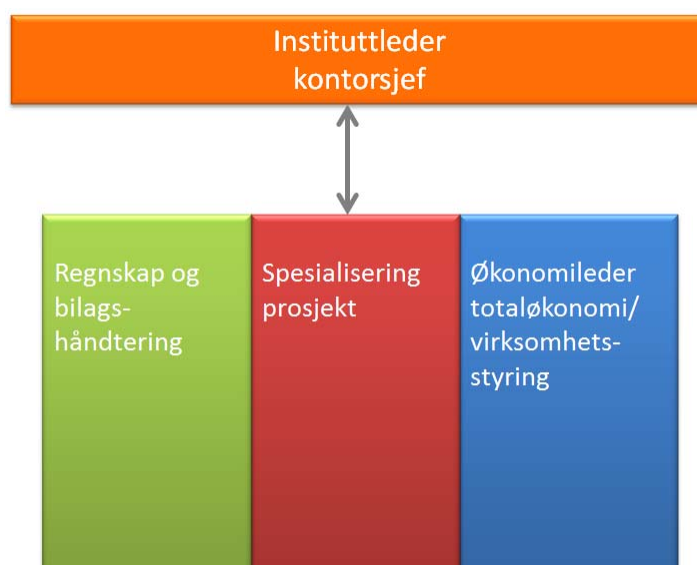 Instituttleder
kontorsjef
Regnskap og
bilags-
håndtering
Spesialisering
prosjekt
Økonomileder
totaløkonomi/
virksomhets-
styring